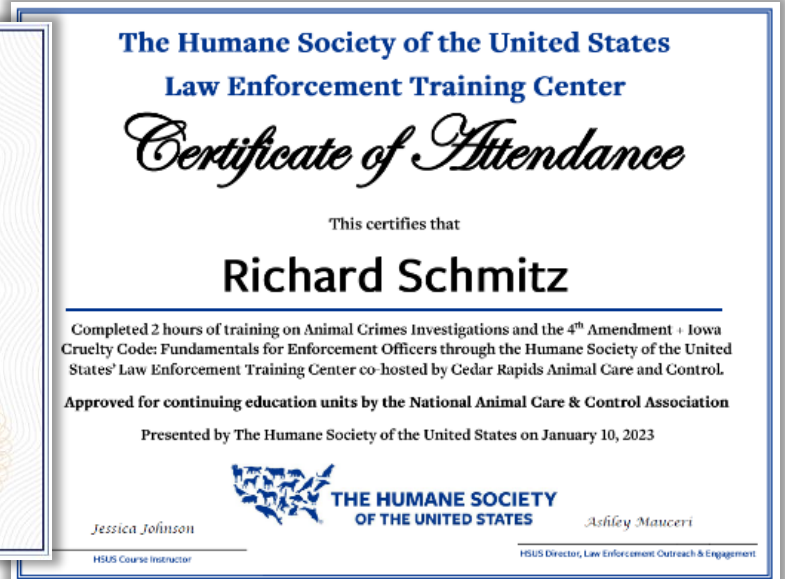 The Humane Society of the United States
Law Enforcement Training Center
Certificate of Attendance
This certifies that
Richard Schmitz
Completed 2 hours of training on Animal Crimes Investigations and the 4th Amendment + Iowa
Cruelty Code: Fundamentals for Enforcement Officers through the Humane Society of the United
States' Law Enforcement Training Center co-hosted by Cedar Rapids Animal Care and Control.
Approved for continuing education units by the National Animal Care & Control Association
Presented by The Humane Society of the United States on January 10, 2023
THE HUMANE SOCIETY
OF THE UNITED STATES
Jessica Johnson
Ashley Mauceri
HSUS Course Instructor
HSUS Director, Law Enforcement Outreach & Engagement